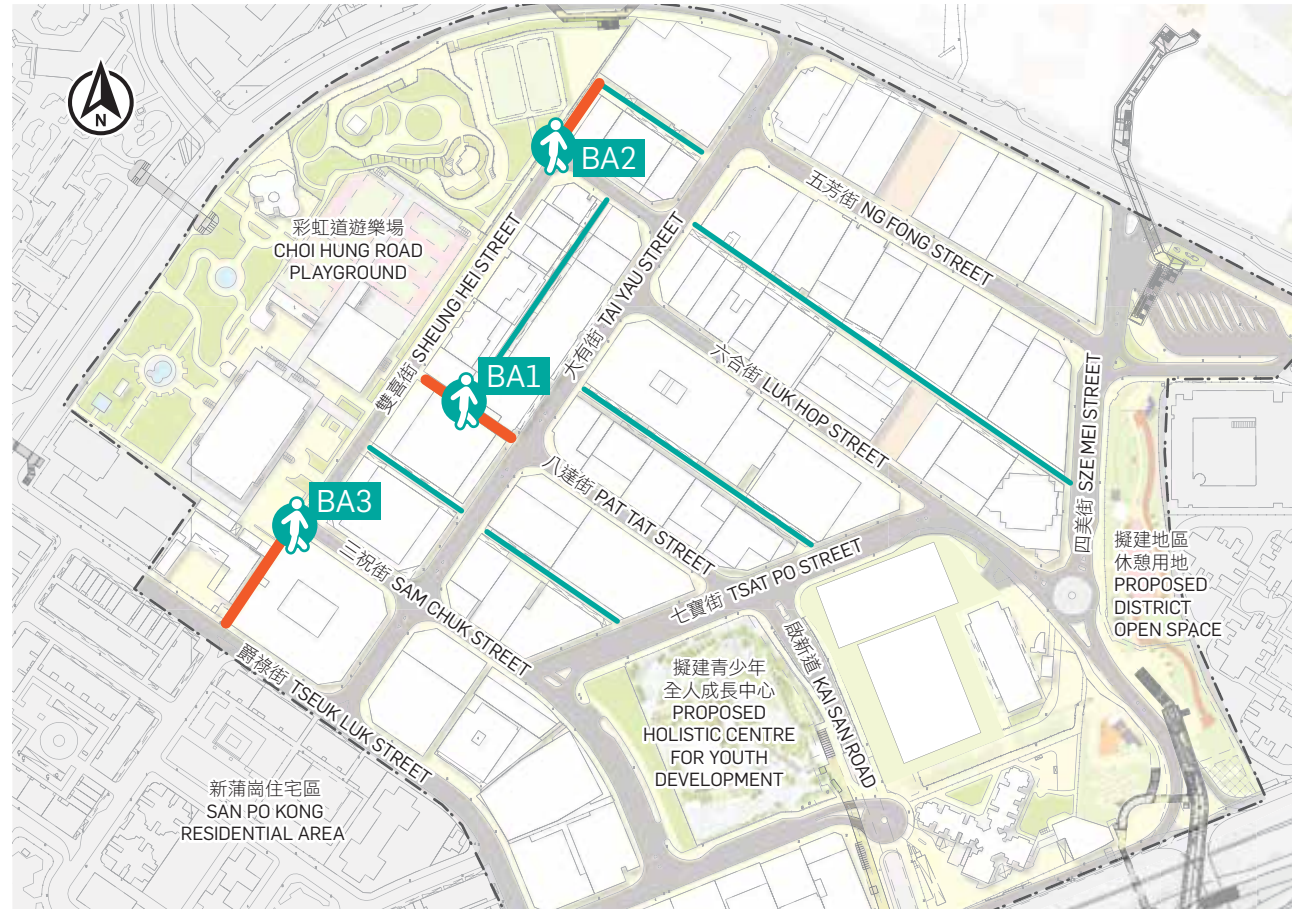 N
彩虹道遊樂場
CHOI HUNG ROAD
PLAYGROUND
BA2
雙喜街 SHEUNG HEI STREET
大有街 TAI YAU STREET
五芳街 NG FONG STREET
BA1
六合街 LUK HOP STREET
四美街 SZE MEI STREET
八達街 PAT TAT STREET
BA3
三祝街 SAM CHUK STREET
七寶街 TSAT PO STREET
擬建地區
休憩用地
PROPOSED
DISTRICT
OPEN SPACE
爵祿街 TSEUK LUK STREET
擬建青少年
全人成長中心
PROPOSED
HOLISTIC CENTRE
FOR YOUTH
DEVELOPMENT
啟新道 KAI SAN ROAD
新蒲崗住宅區
SAN PO KONG
RESIDENTIAL AREA